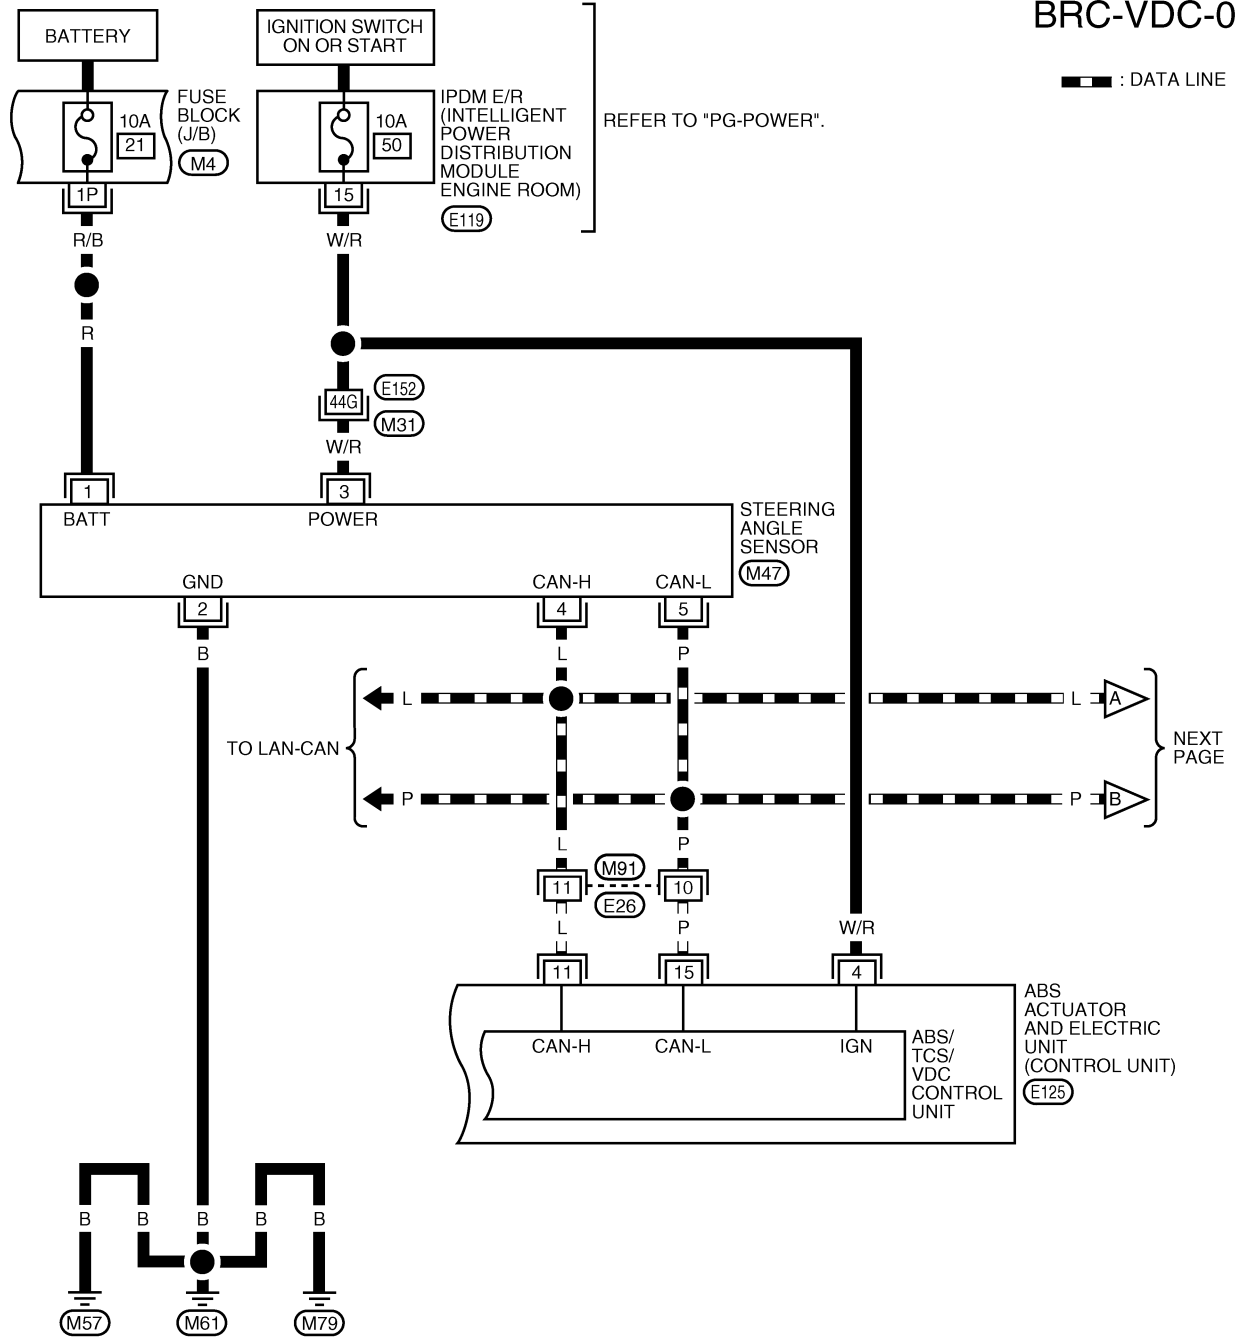 BRC-VDC-0
: DATA LINE
BATTERY
IGNITION SWITCH
ON OR START
10A
21
FUSE
BLOCK
(J/B)
M4
10A
50
IPDM E/R
(INTELLIGENT
POWER
DISTRIBUTION
MODULE
ENGINE ROOM)
E119
REFER TO "PG-POWER".
1P
15
R/B
W/R
R
44G
E152
M31
W/R
1
3
BATT
POWER
STEERING
ANGLE
SENSOR
M47
GND
CAN-H
CAN-L
2
4
5
B
L
P
L
L
A
TO LAN-CAN
NEXT
PAGE
P
P
B
L
P
M91
11
10
E26
L
P
W/R
11
15
4
ABS
ACTUATOR
AND ELECTRIC
UNIT
(CONTROL UNIT)
E125
CAN-H
CAN-L
IGN
ABS/
TCS/
VDC
CONTROL
UNIT
B
B
B
B
B
M57
M61
M79